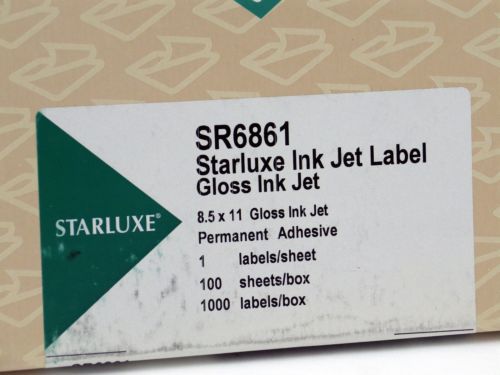 SR6861
Starluxe Ink Jet Label
Gloss Ink Jet
STARLUXE®
8.5 x 11 Gloss Ink Jet
Permanent Adhesive
1 labels/sheet
100 sheets/box
1000 labels/box